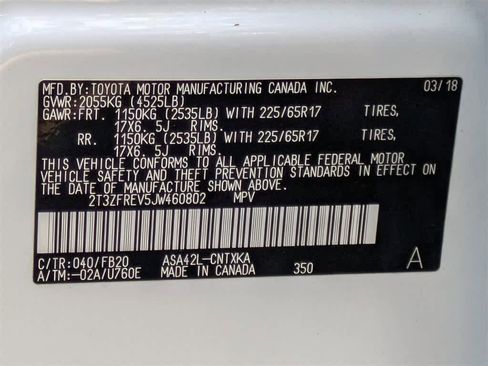 MFD.BY: TOYOTA MOTOR MANUFACTURING CANADA INC. 03/18
GVWR: 2055KG (4525LB)
GAWR: FRT. 1150KG (2535LB) WITH 225/65R17 TIRES,
17X6. 5J RIMS.
RR. 1150KG (2535LB) WITH 225/65R17 TIRES,
17X6. 5J RIMS.
THIS VEHICLE CONFORMS TO ALL APPLICABLE FEDERAL MOTOR
VEHICLE SAFETY AND THEFT PREVENTION STANDARDS IN EFFECT ON
THE DATE OF MANUFACTURE SHOWN ABOVE.
2T3ZFREV5JW460802 MPV
C/TR: 040/FB20 ASA42L-CNTXKA
A/TM: -02A/U760E MADE IN CANADA 350 A